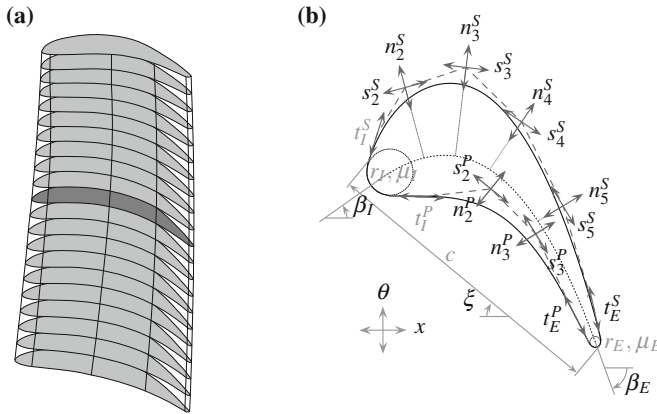 (a)
(b)
n_3^S
n_2^S
s_3^S
s_2^S
n_4^S
t_I^S
s_4^S
r_I, μ_I
s_2^P
n_5^S
β_I
t_I^P
n_2^P
s_5^S
n_3^P
s_3^P
c
θ
ξ
x
t_E^P
t_E^S
r_E, μ_E
β_E